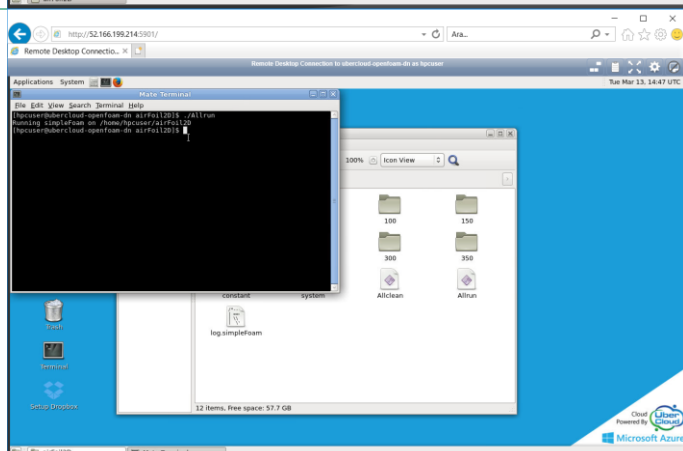 http://52.166.199.214:5901/
Ara...
Remote Desktop Connectio...
Remote Desktop Connection to ubercloud-openfoam-dn as hpcuser
Applications System
Tue Mar 13, 14:47 UTC
Mate Terminal
File Edit View Search Terminal Help
[hpcuser@ubercloud-openfoam-dn airFoil2D]$ ./Allrun
Running simpleFoam on /home/hpcuser/airFoil2D
[hpcuser@ubercloud-openfoam-dn airFoil2D]$
100% Icon View
100 150
300 350
constant system Allclean Allrun
log.simpleFoam
Trash
Terminal
Setup Dropbox
12 items, Free space: 57.7 GB
Cloud
Powered By
Uber
Cloud
Microsoft Azure